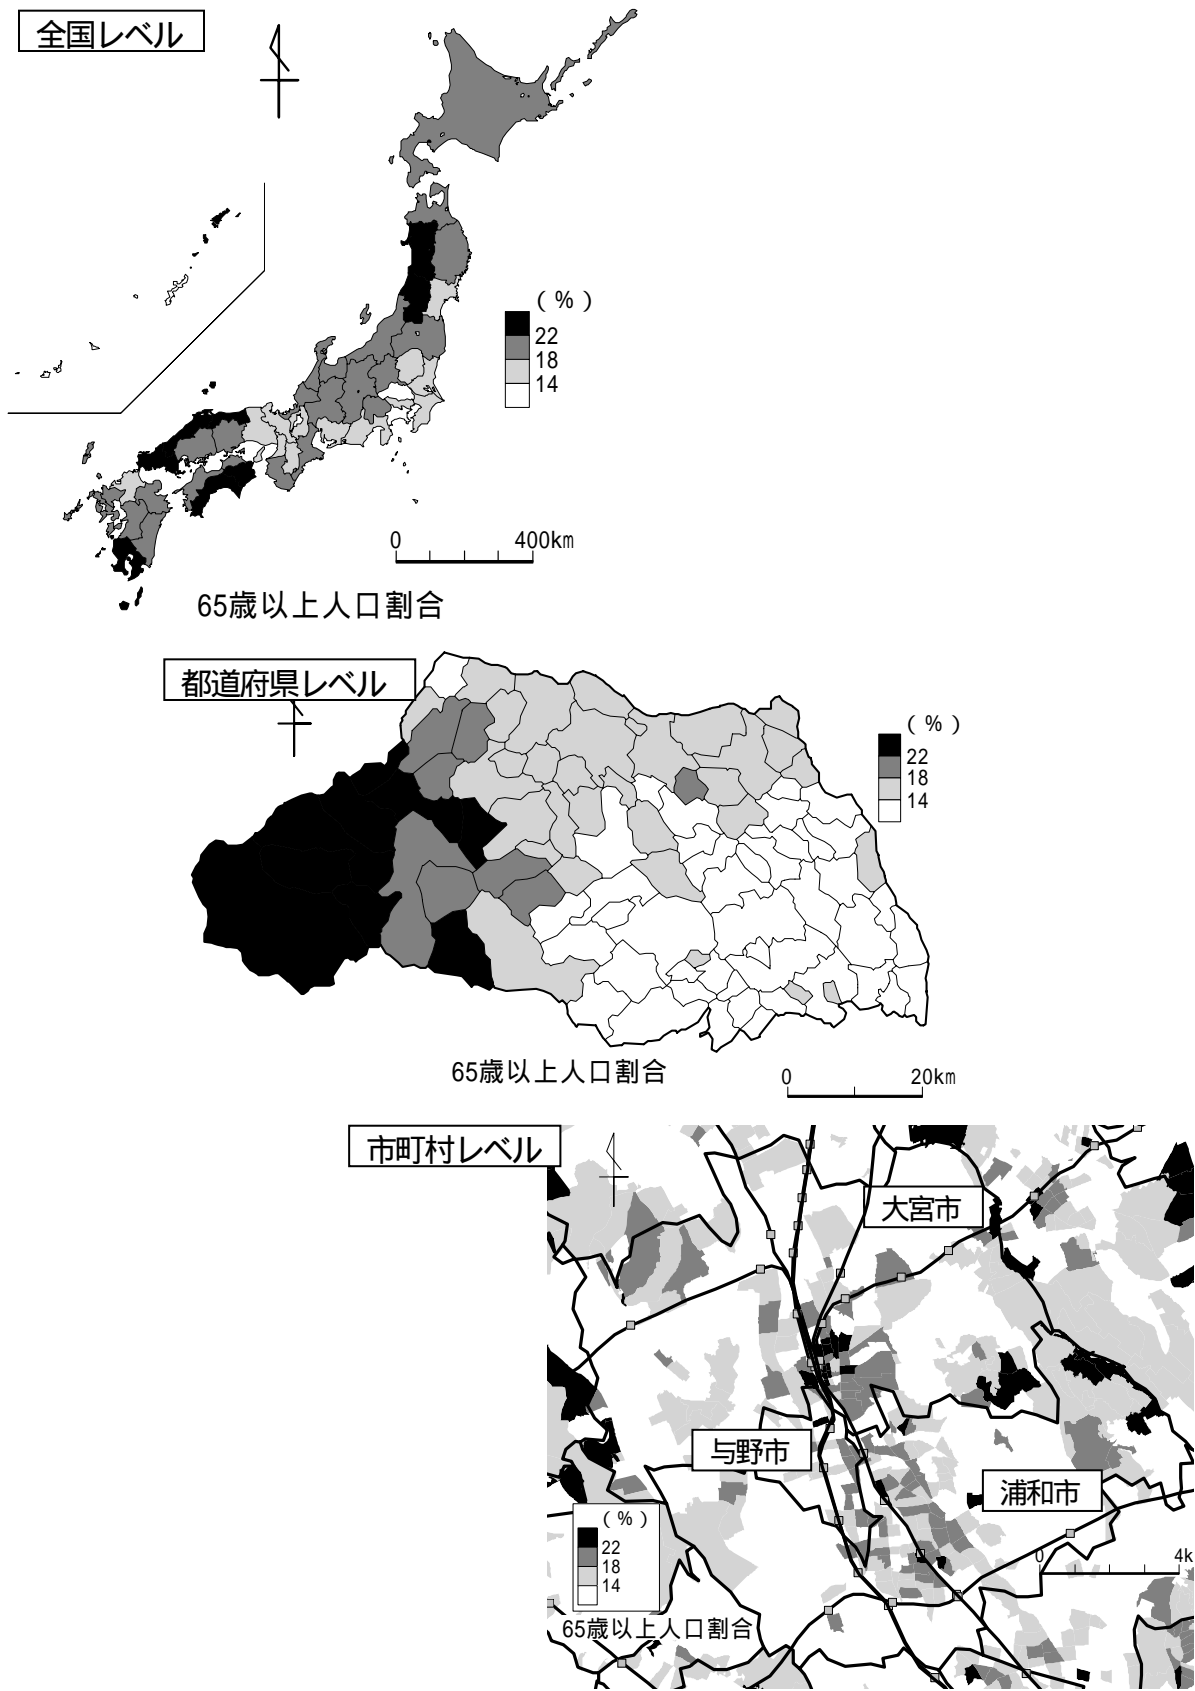 全国レベル
(%)
22
18
14
0 400km
65歳以上人口割合
都道府県レベル
(%)
22
18
14
65歳以上人口割合
0 20km
市町村レベル
大宮市
与野市
浦和市
(%)
22
18
14
0 4k
65歳以上人口割合